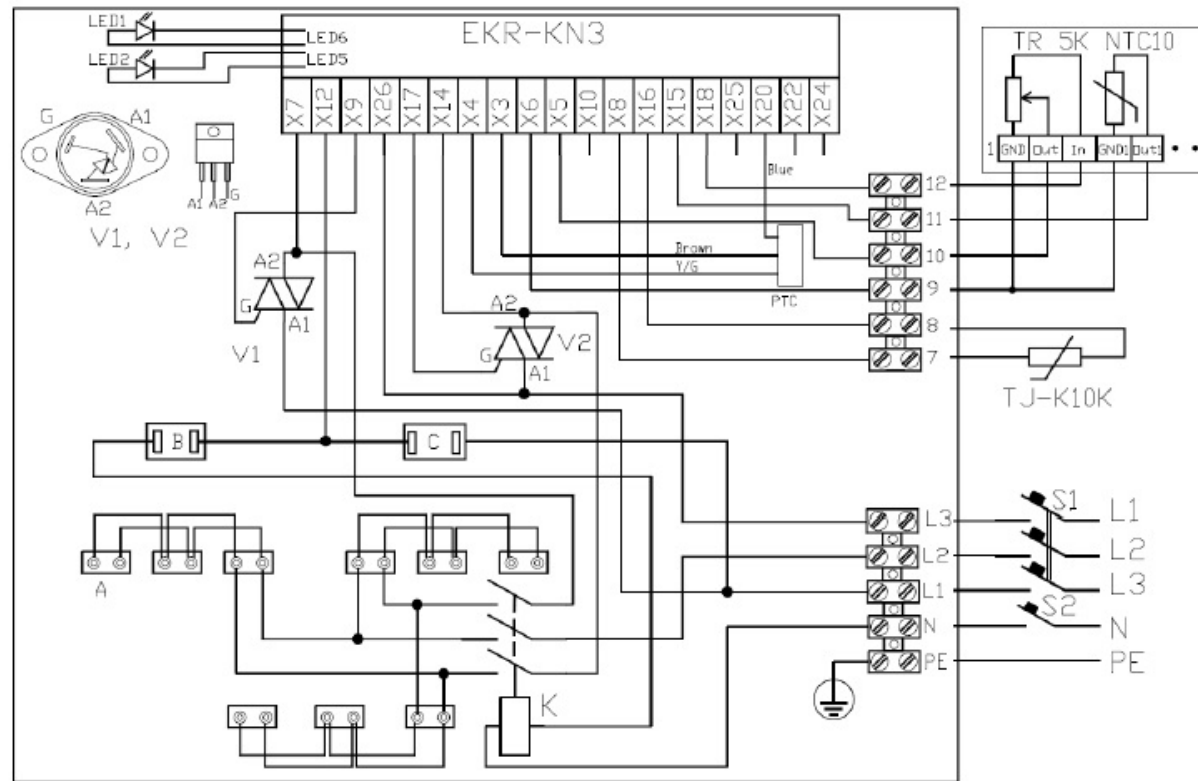 LED1
LED6
LED2
LED5
EKR-KN3
TR 5K NTC10
X7 X12 X9 X26 X17 X14 X4 X3 X6 X5 X10 X8 X16 X15 X18 X25 X20 X22 X24
G A1
A2
A1 A2 G
V1, V2
1 GND Out In GND1 Out1
Blue
12
11
Brown
10
Y/G
PTC
9
8
7
TJ-K10K
A2
G
A1
V1
A2
V2
G
A1
B
C
A
K
L3
L2
L1
N
PE
S1
L1
L2
L3
S2
N
PE